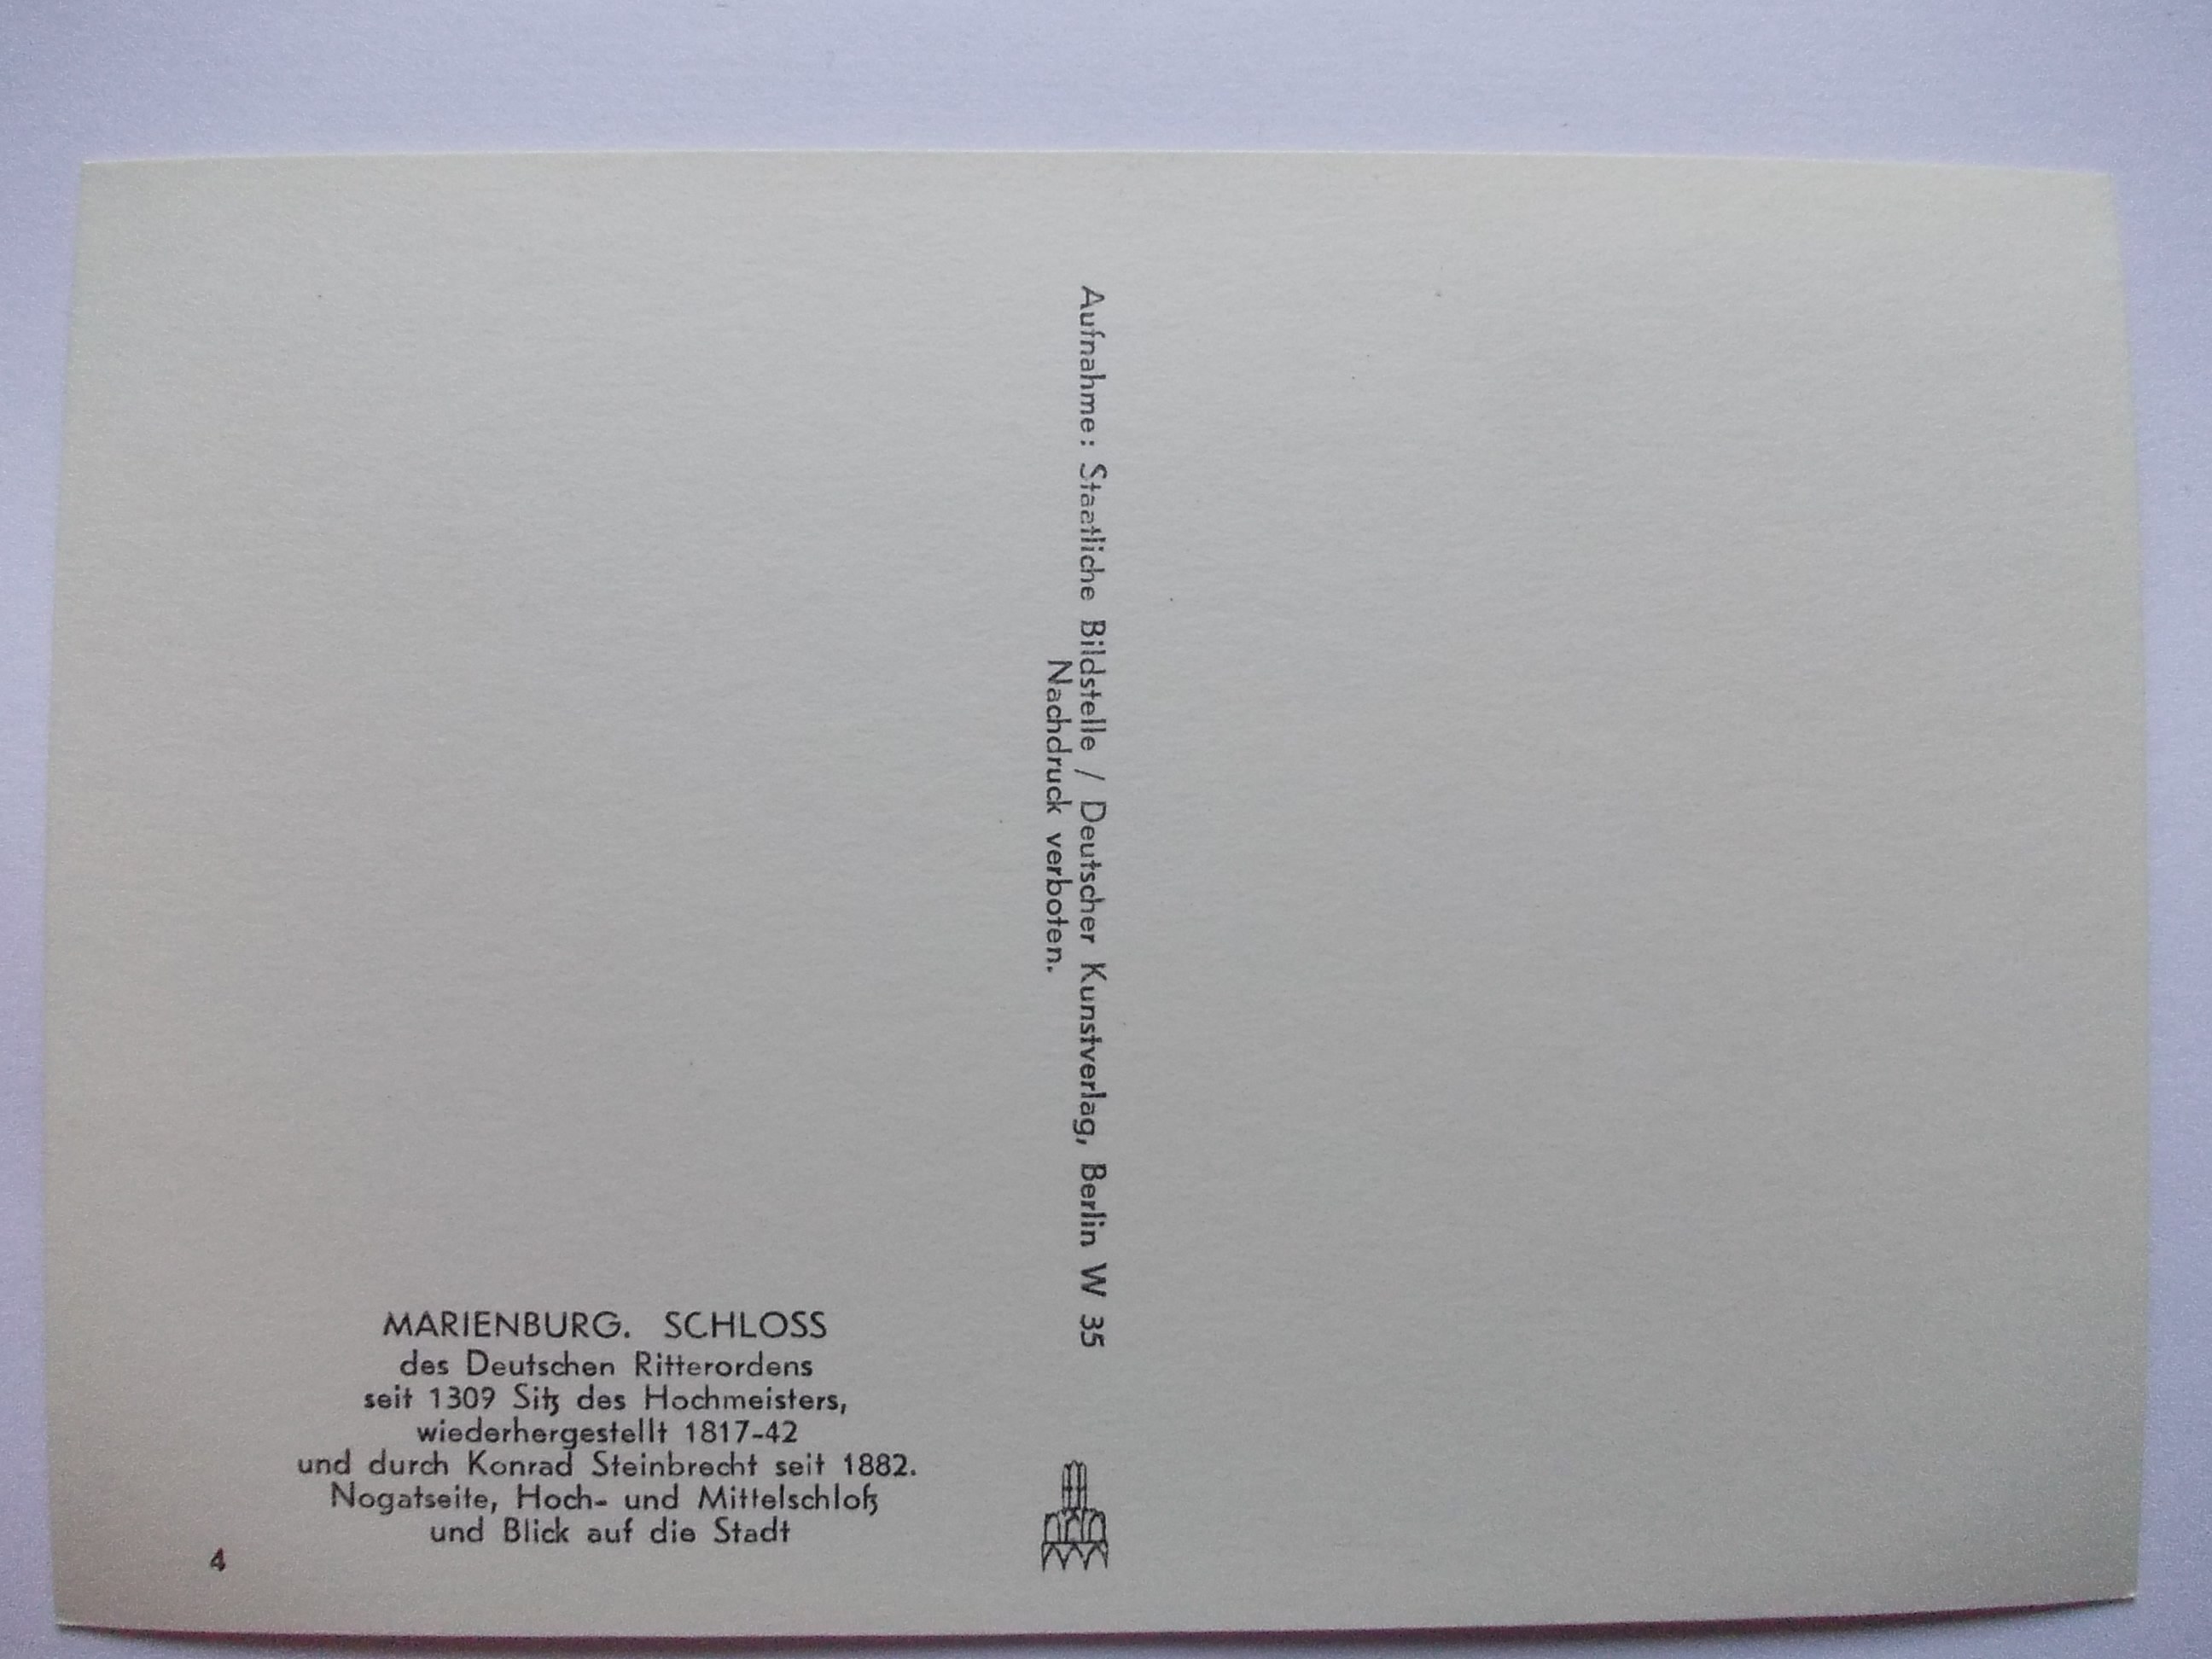 Aufnahme: Staatliche Bildstelle / Deutscher Kunstverlag, Berlin W 35
Nachdruck verboten.
MARIENBURG. SCHLOSS
des Deutschen Ritterordens
seit 1309 Sitz des Hochmeisters,
wiederhergestellt 1817-42
und durch Konrad Steinbrecht seit 1882.
Nogatseite, Hoch- und Mittelschloß
und Blick auf die Stadt
4